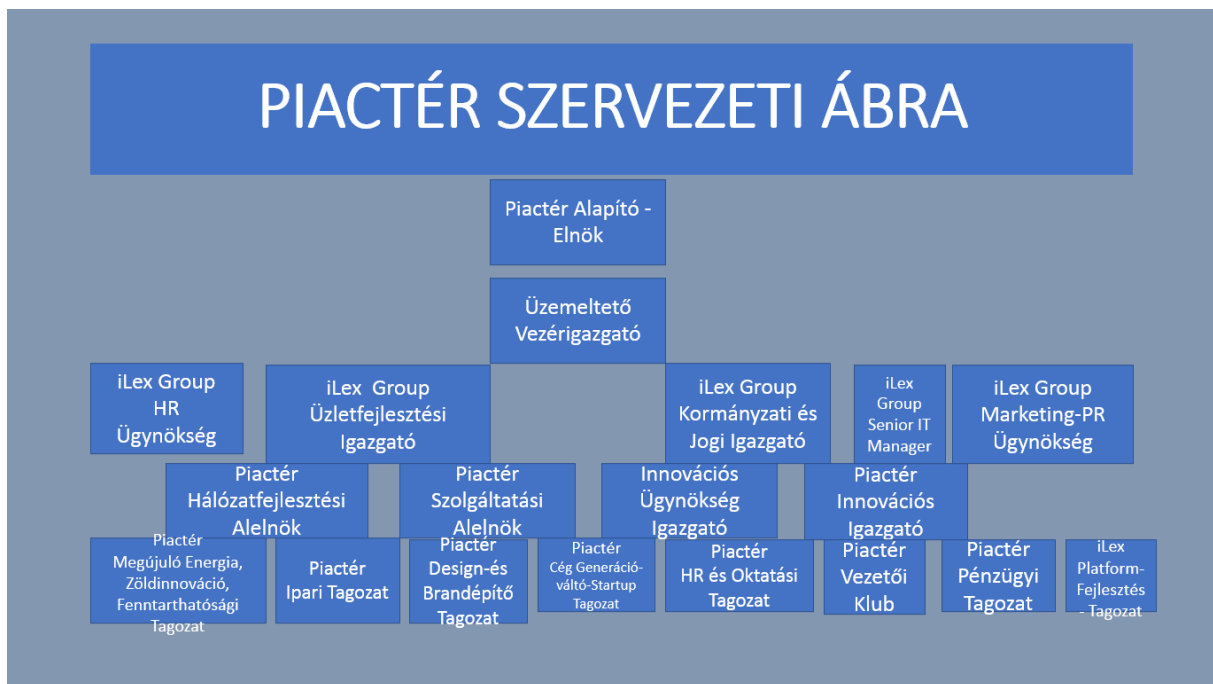 PIACTÉR SZERVEZETI ÁBRA
Piactér Alapító -
Elnök
Üzemeltető
Vezérigazgató
iLex Group
HR
Ügynökség
iLex  Group
Üzletfejlesztési
Igazgató
iLex Group
Kormányzati és
Jogi Igazgató
iLex
Group
Senior IT
Manager
iLex Group
Marketing-PR
Ügynökség
Piactér
Hálózatfejlesztési
Alelnök
Piactér
Szolgáltatási
Alelnök
Innovációs
Ügynökség
Igazgató
Piactér
Innovációs
Igazgató
Piactér
Megújuló Energia,
Zöldinnováció,
Fenntarthatósági
Tagozat
Piactér
Ipari Tagozat
Piactér
Design-és
Brandépítő
Tagozat
Piactér
Cég Generáció-
váltó-Startup
Tagozat
Piactér
HR és Oktatási
Tagozat
Piactér
Vezetői
Klub
Piactér
Pénzügyi
Tagozat
iLex
Platform-
Fejlesztés
- Tagozat